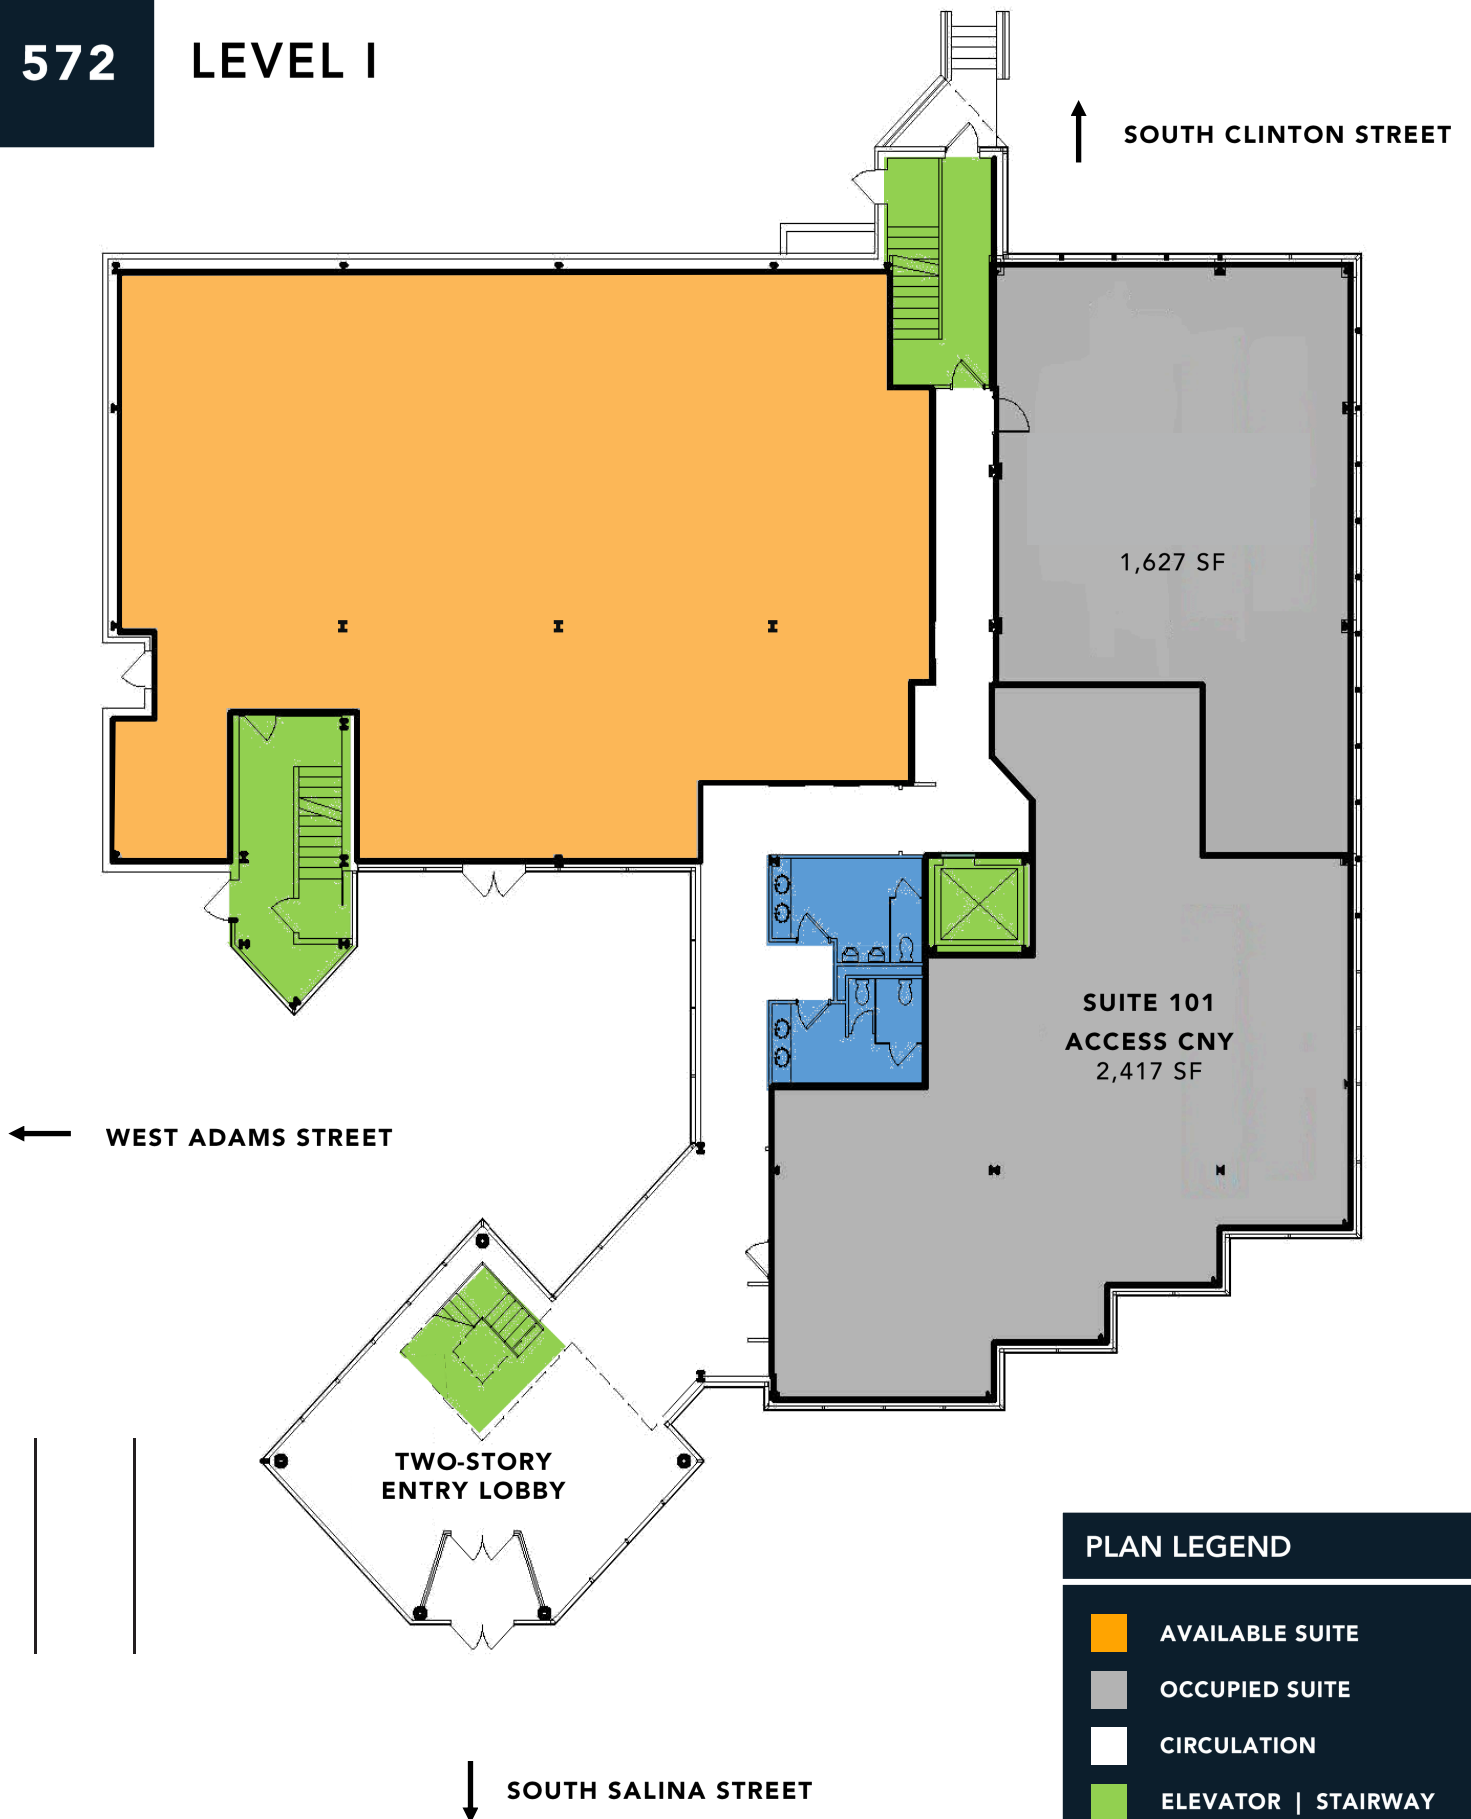 572
LEVEL I
SOUTH CLINTON STREET
1,627 SF
SUITE 101
ACCESS CNY
2,417 SF
WEST ADAMS STREET
TWO-STORY
ENTRY LOBBY
PLAN LEGEND
AVAILABLE SUITE
OCCUPIED SUITE
CIRCULATION
ELEVATOR | STAIRWAY
SOUTH SALINA STREET